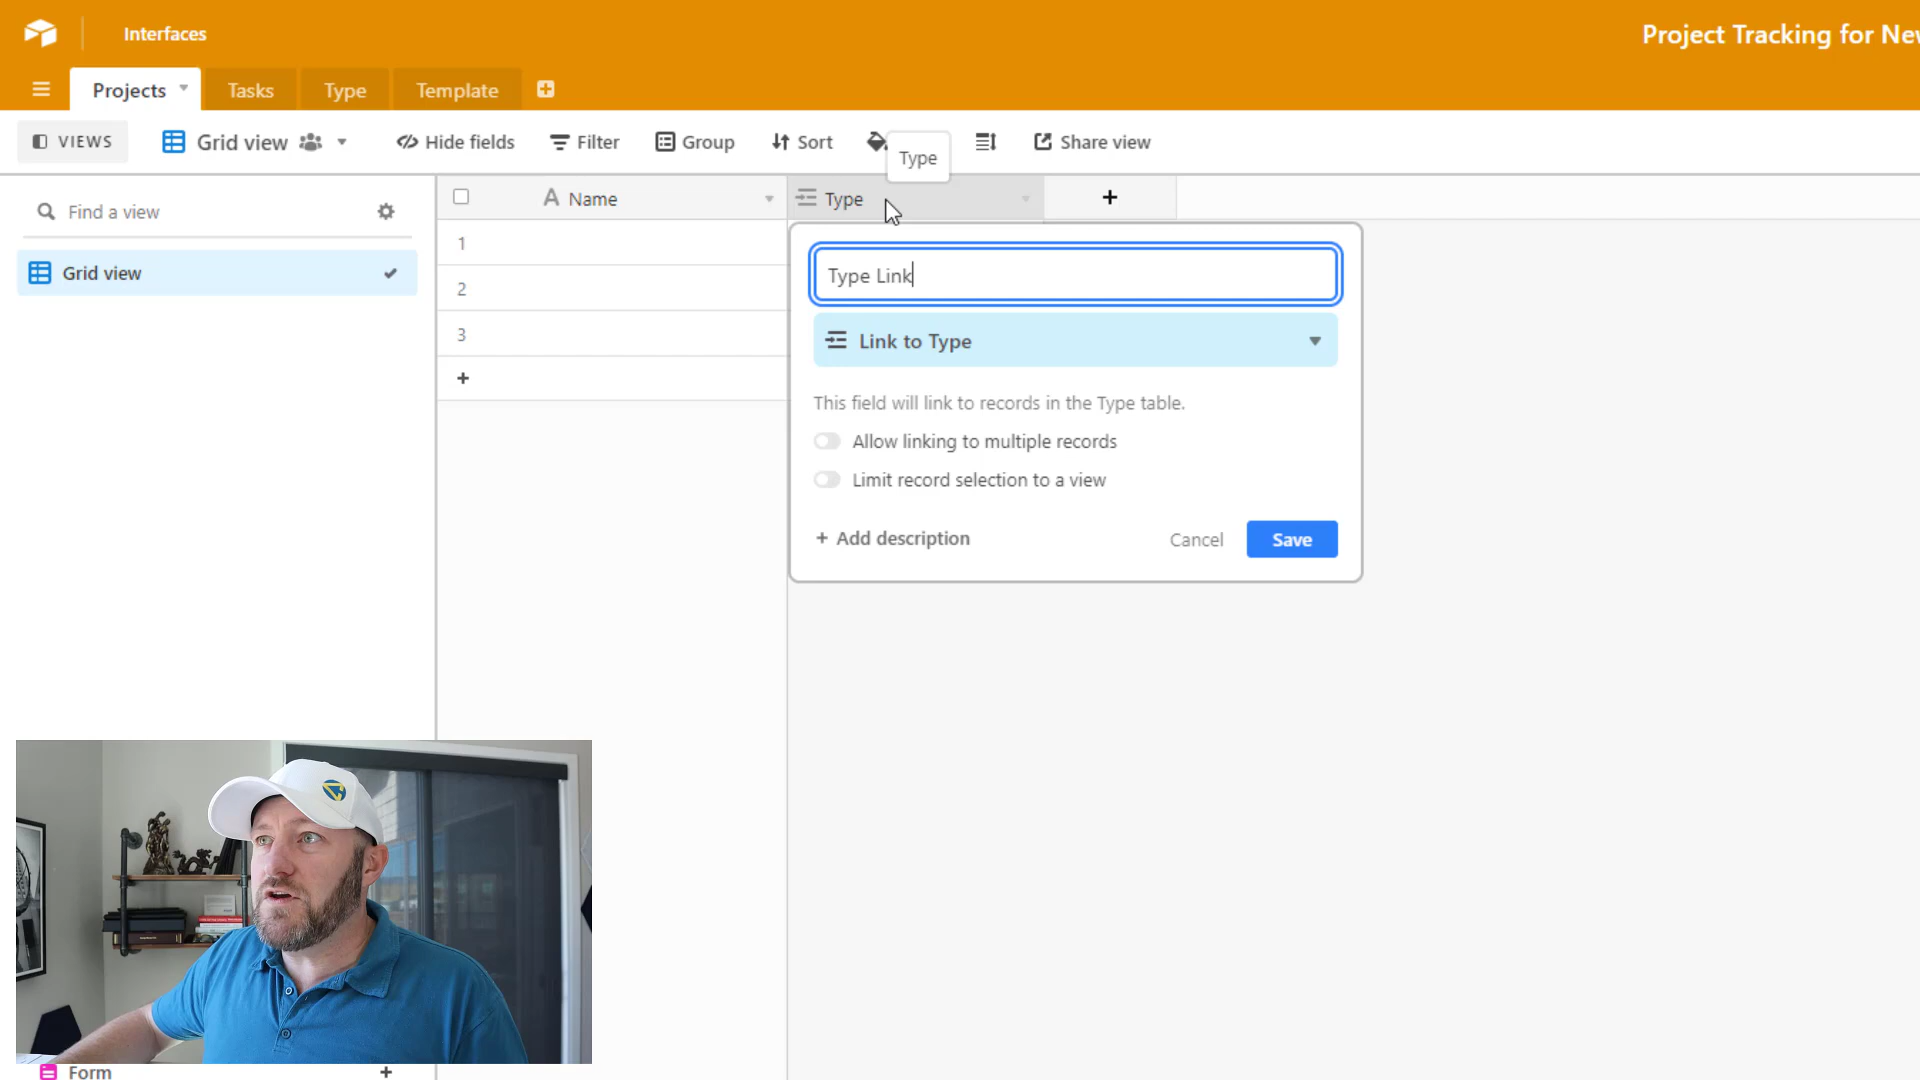 Interfaces
Project Tracking for New
Projects
Tasks
Type
Template
VIEWS
Grid view
Hide fields
Filter
Group
Sort
Type
Share view
Find a view
Name
Type
Grid view
1
2
3
Type Link
Link to Type
This field will link to records in the Type table.
Allow linking to multiple records
Limit record selection to a view
+ Add description
Cancel
Save
Form